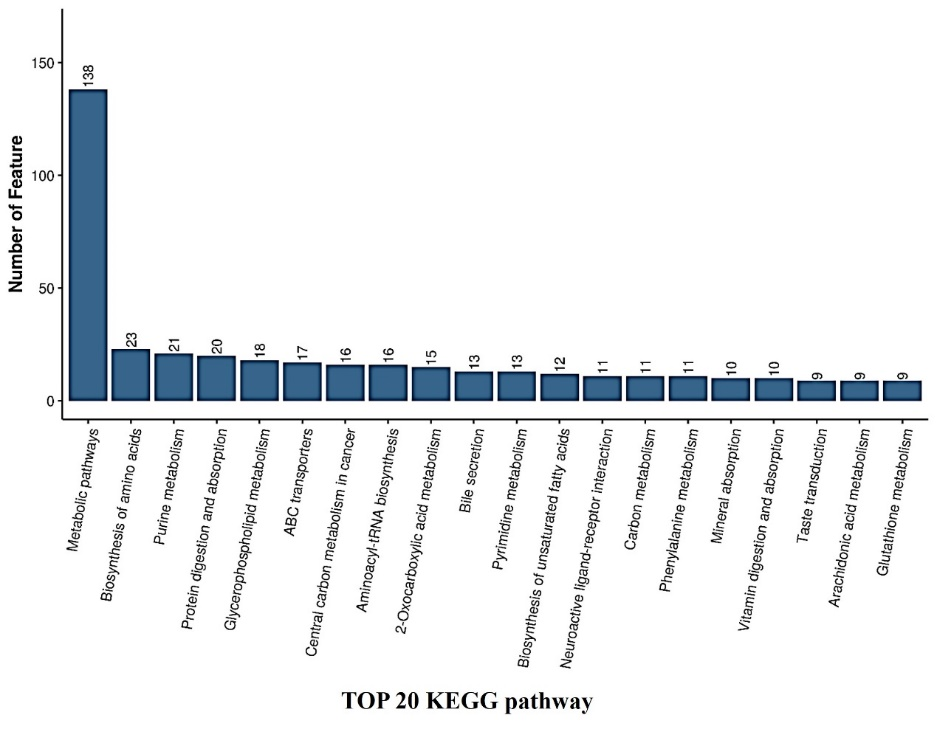 Number of Feature
150
100
50
0
138
23
21
20
18
17
16
16
15
13
13
12
11
11
11
10
10
9
9
9
Metabolic pathways
Biosynthesis of amino acids
Purine metabolism
Protein digestion and absorption
Glycerophospholipid metabolism
ABC transporters
Central carbon metabolism in cancer
Aminoacyl-tRNA biosynthesis
2-Oxocarboxylic acid metabolism
Bile secretion
Pyrimidine metabolism
Biosynthesis of unsaturated fatty acids
Neuroactive ligand-receptor interaction
Carbon metabolism
Phenylalanine metabolism
Mineral absorption
Vitamin digestion and absorption
Taste transduction
Arachidonic acid metabolism
Glutathione metabolism
TOP 20 KEGG pathway